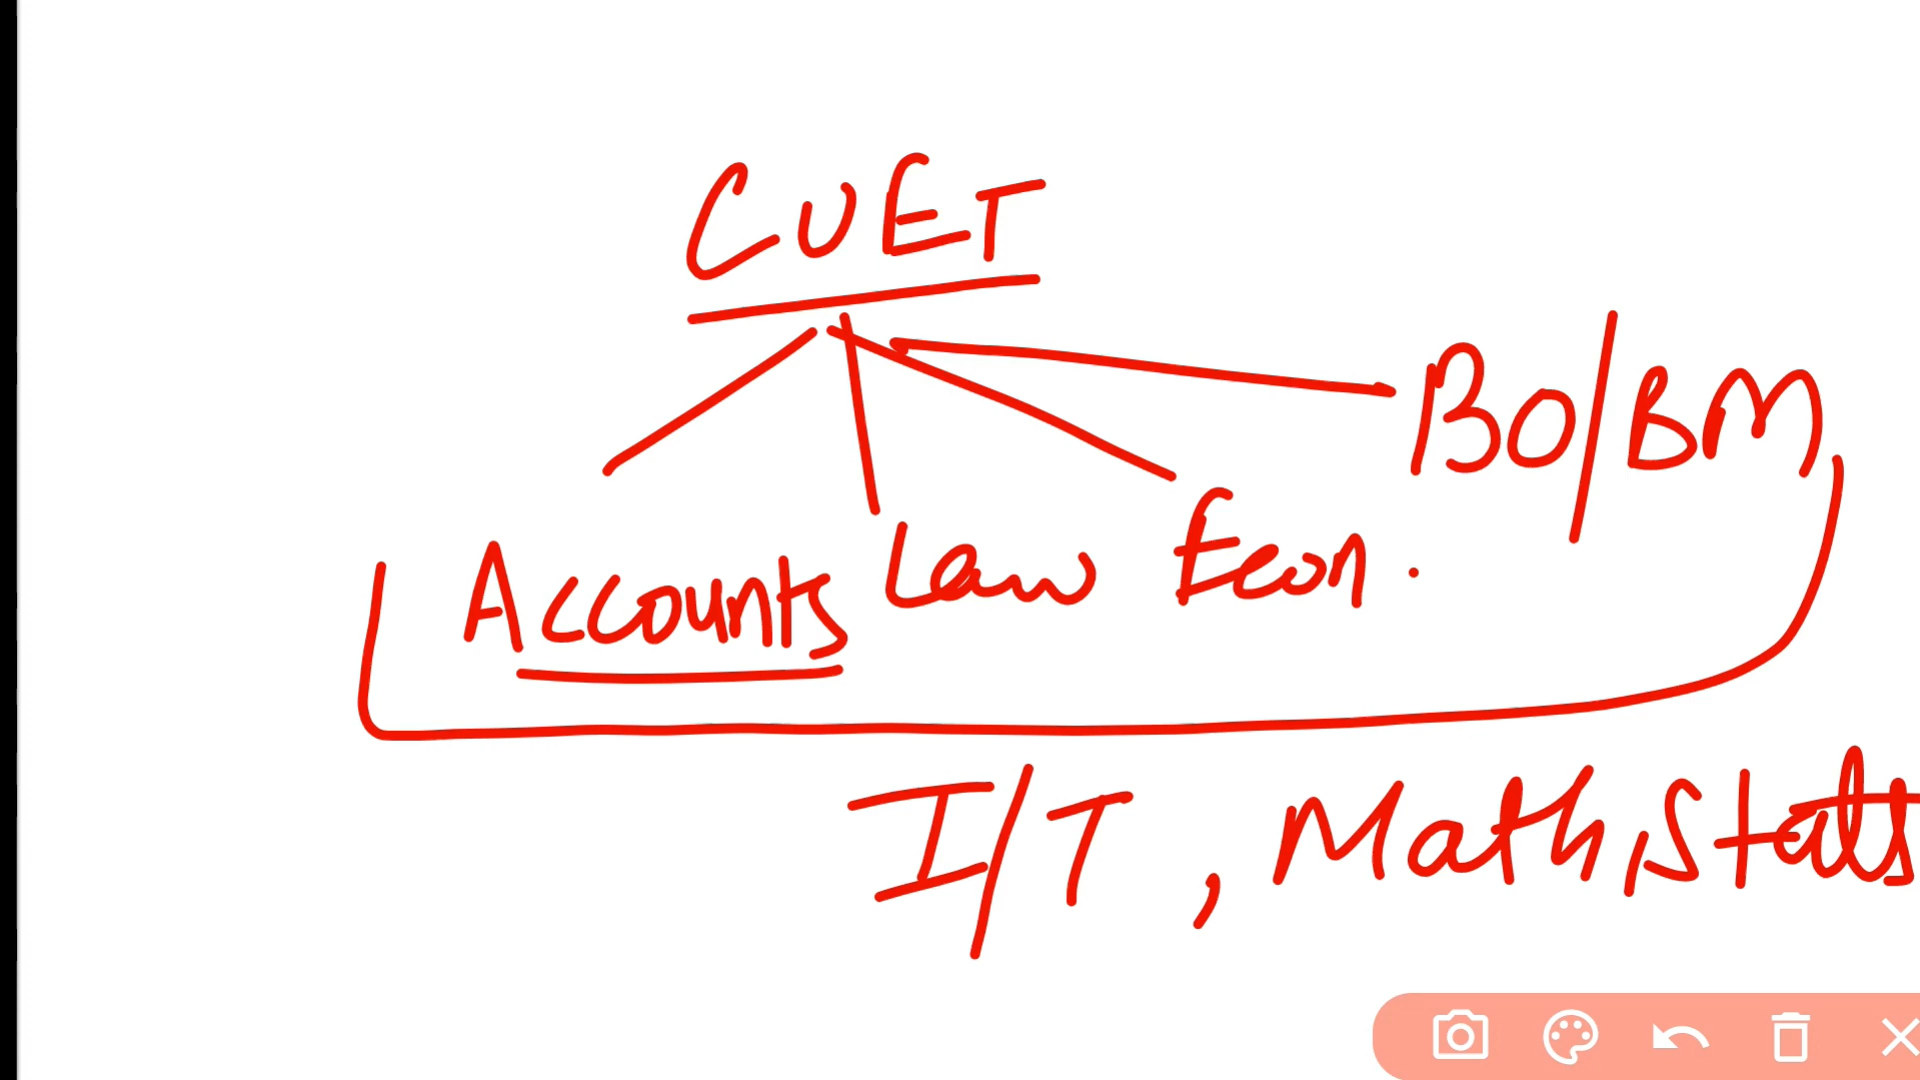 CUET
BO/BM
Accounts Law Econ.
I/T, Math, Stats